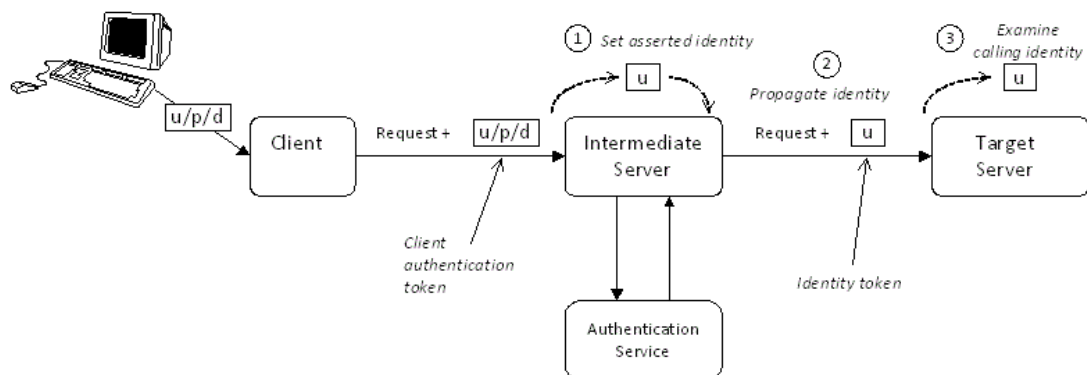 u/p/d
Client
Request +
u/p/d
Client
authentication
token
1
Set asserted identity
u
Intermediate
Server
Authentication
Service
2
Propagate identity
Request +
u
Identity token
3
Examine
calling identity
u
Target
Server